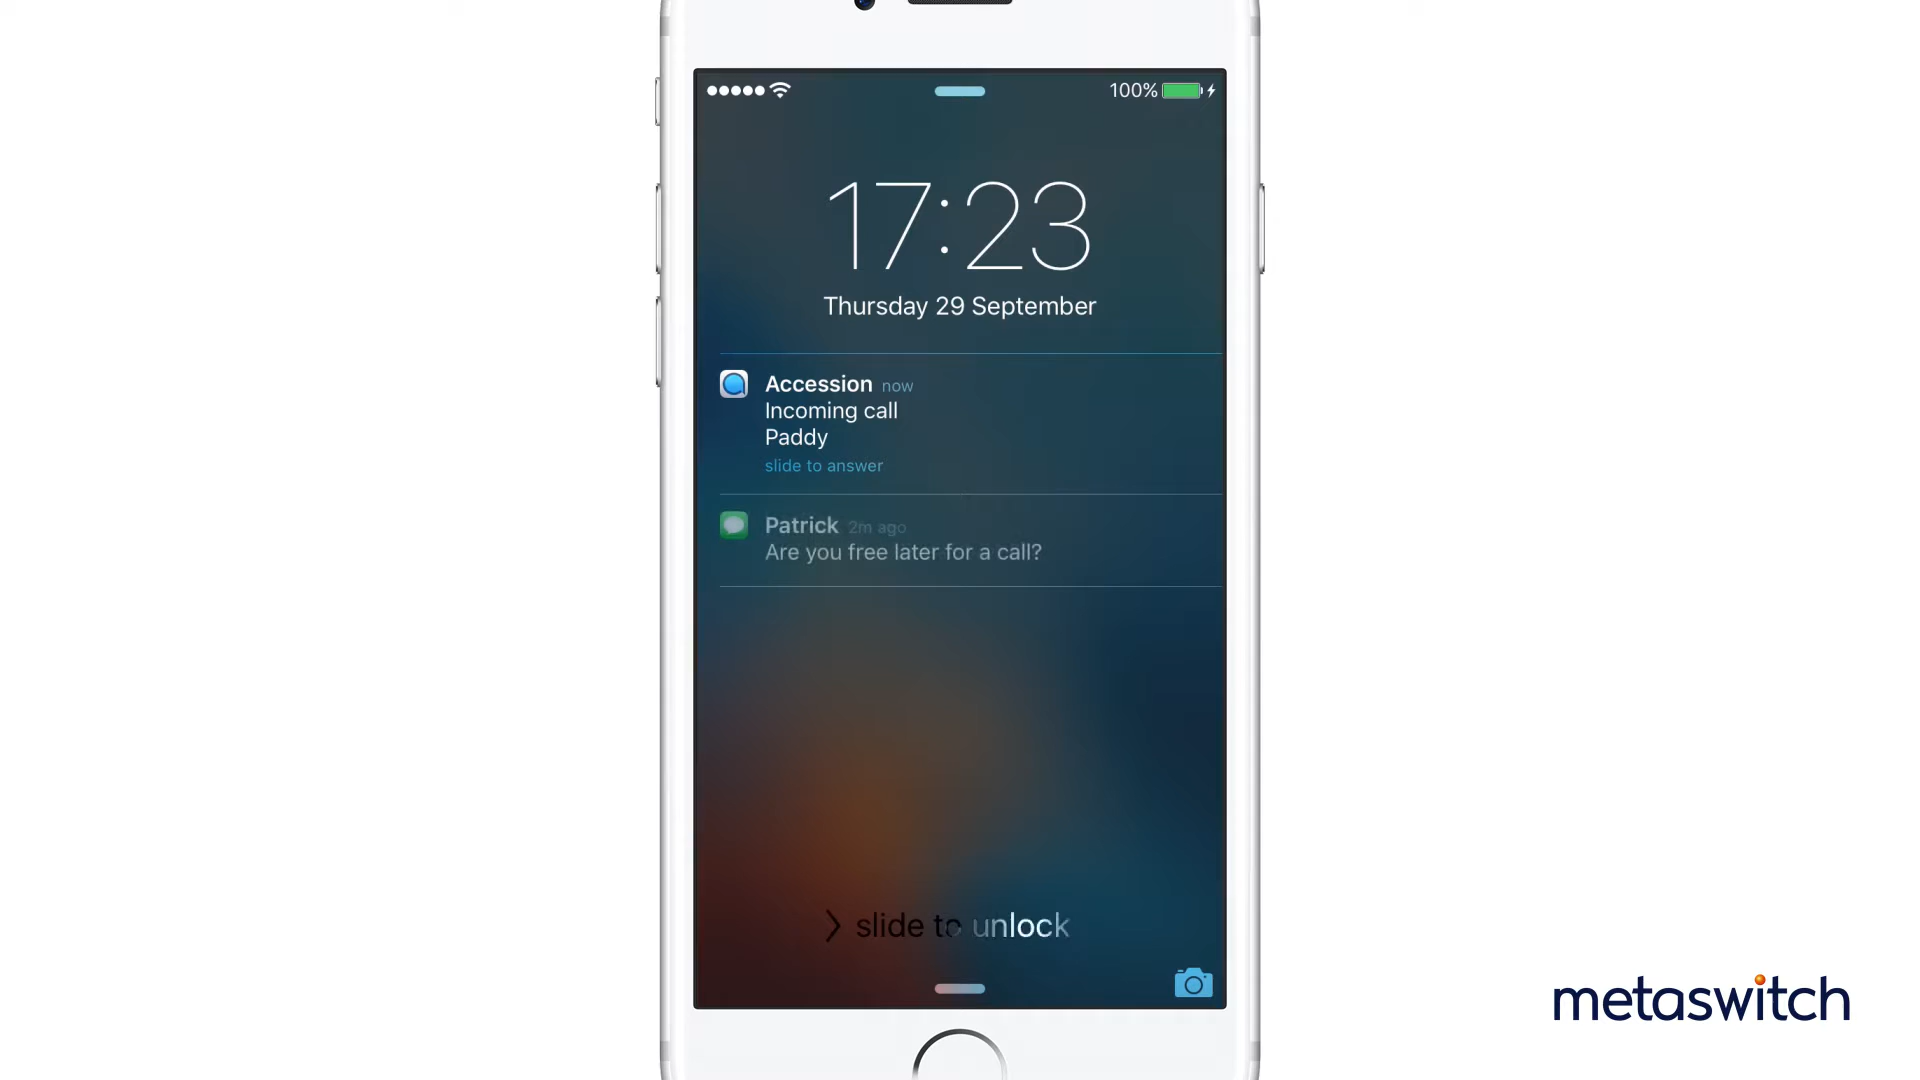 100%
17:23
Thursday 29 September
Accession now
Incoming call
Paddy
slide to answer
Patrick 2m ago
Are you free later for a call?
slide to unlock
metaswitch